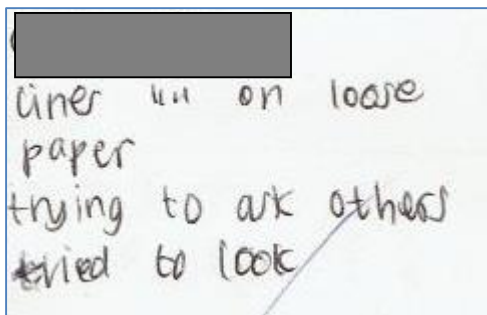 on loose
paper
trying to ask others
tried to look